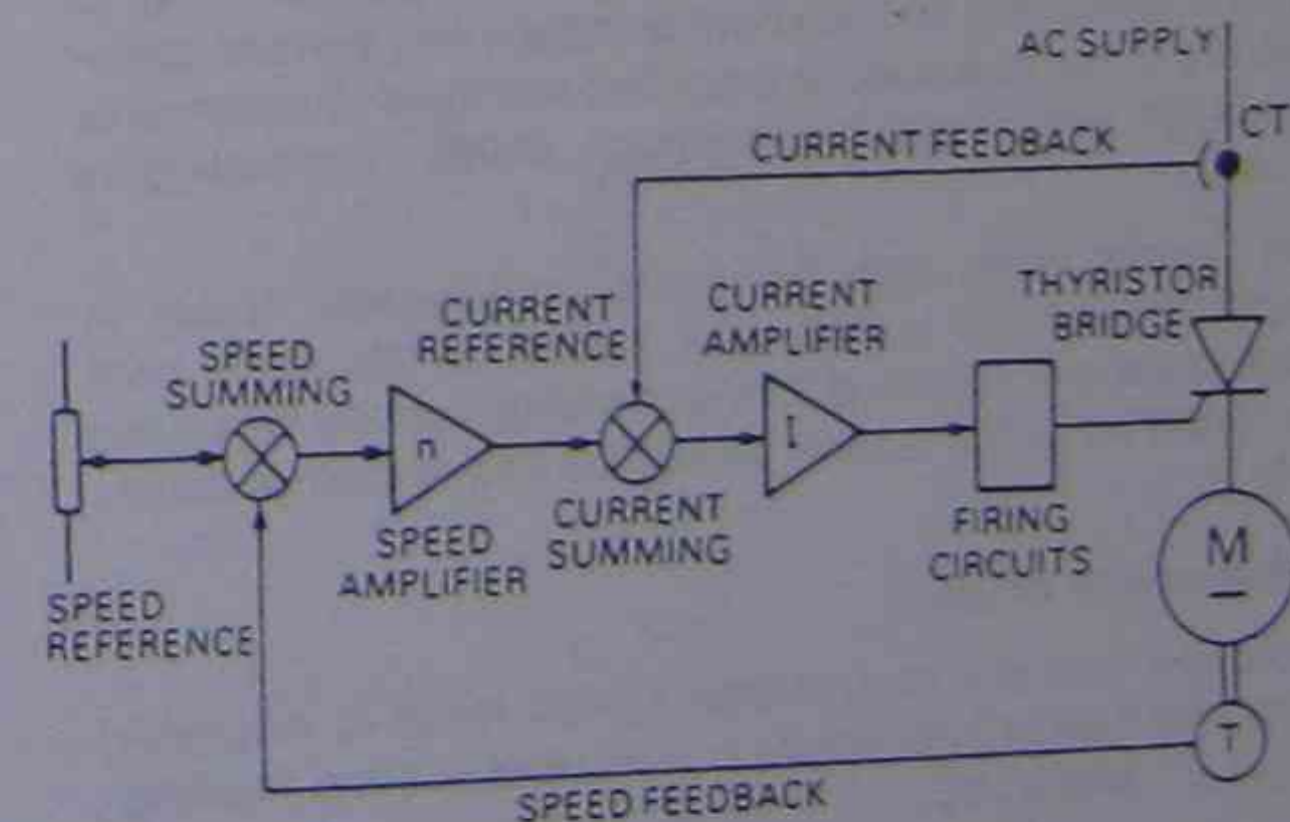 AC SUPPLY
CT
CURRENT FEEDBACK
THYRISTOR
BRIDGE
CURRENT
AMPLIFIER
CURRENT
REFERENCE
SPEED
SUMMING
n
I
SPEED
AMPLIFIER
CURRENT
SUMMING
FIRING
CIRCUITS
M
SPEED
REFERENCE
T
SPEED FEEDBACK